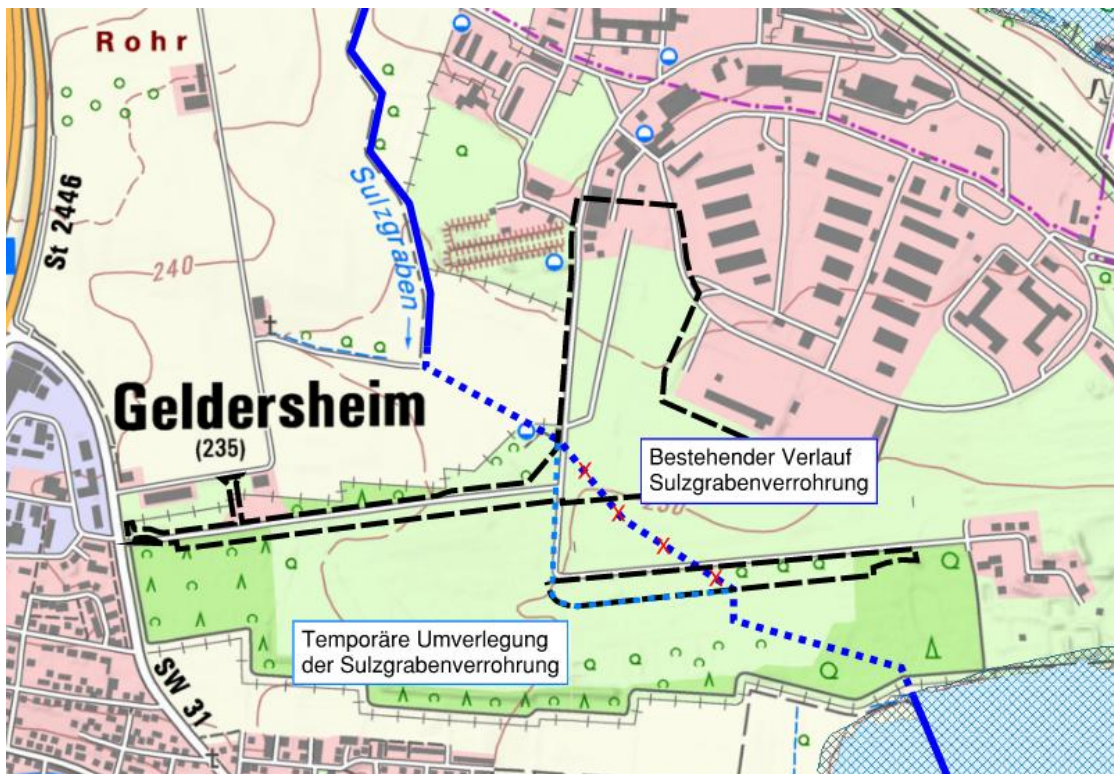 Rohr
St 2446
240
Sulzgraben
Geldersheim
(235)
Bestehender Verlauf
Sulzgrabenverrohrung
Temporäre Umverlegung
der Sulzgrabenverrohrung
SW 31